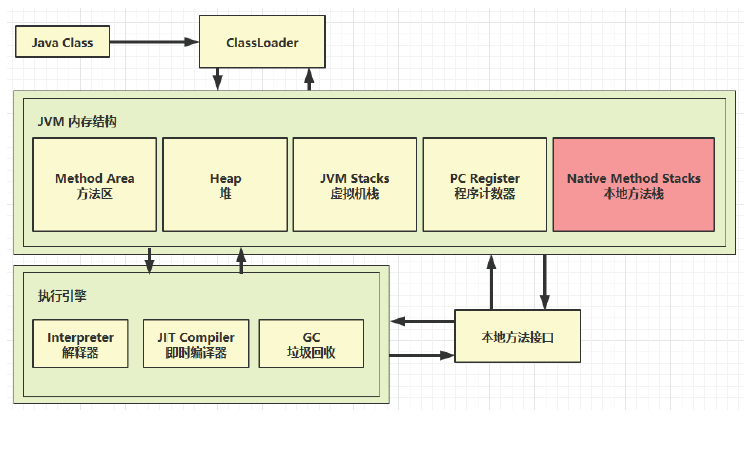 Java Class
ClassLoader
JVM 内存结构
Method Area
方法区
Heap
堆
JVM Stacks
虚拟机栈
PC Register
程序计数器
Native Method Stacks
本地方法栈
执行引擎
Interpreter
解释器
JIT Compiler
即时编译器
GC
垃圾回收
本地方法接口